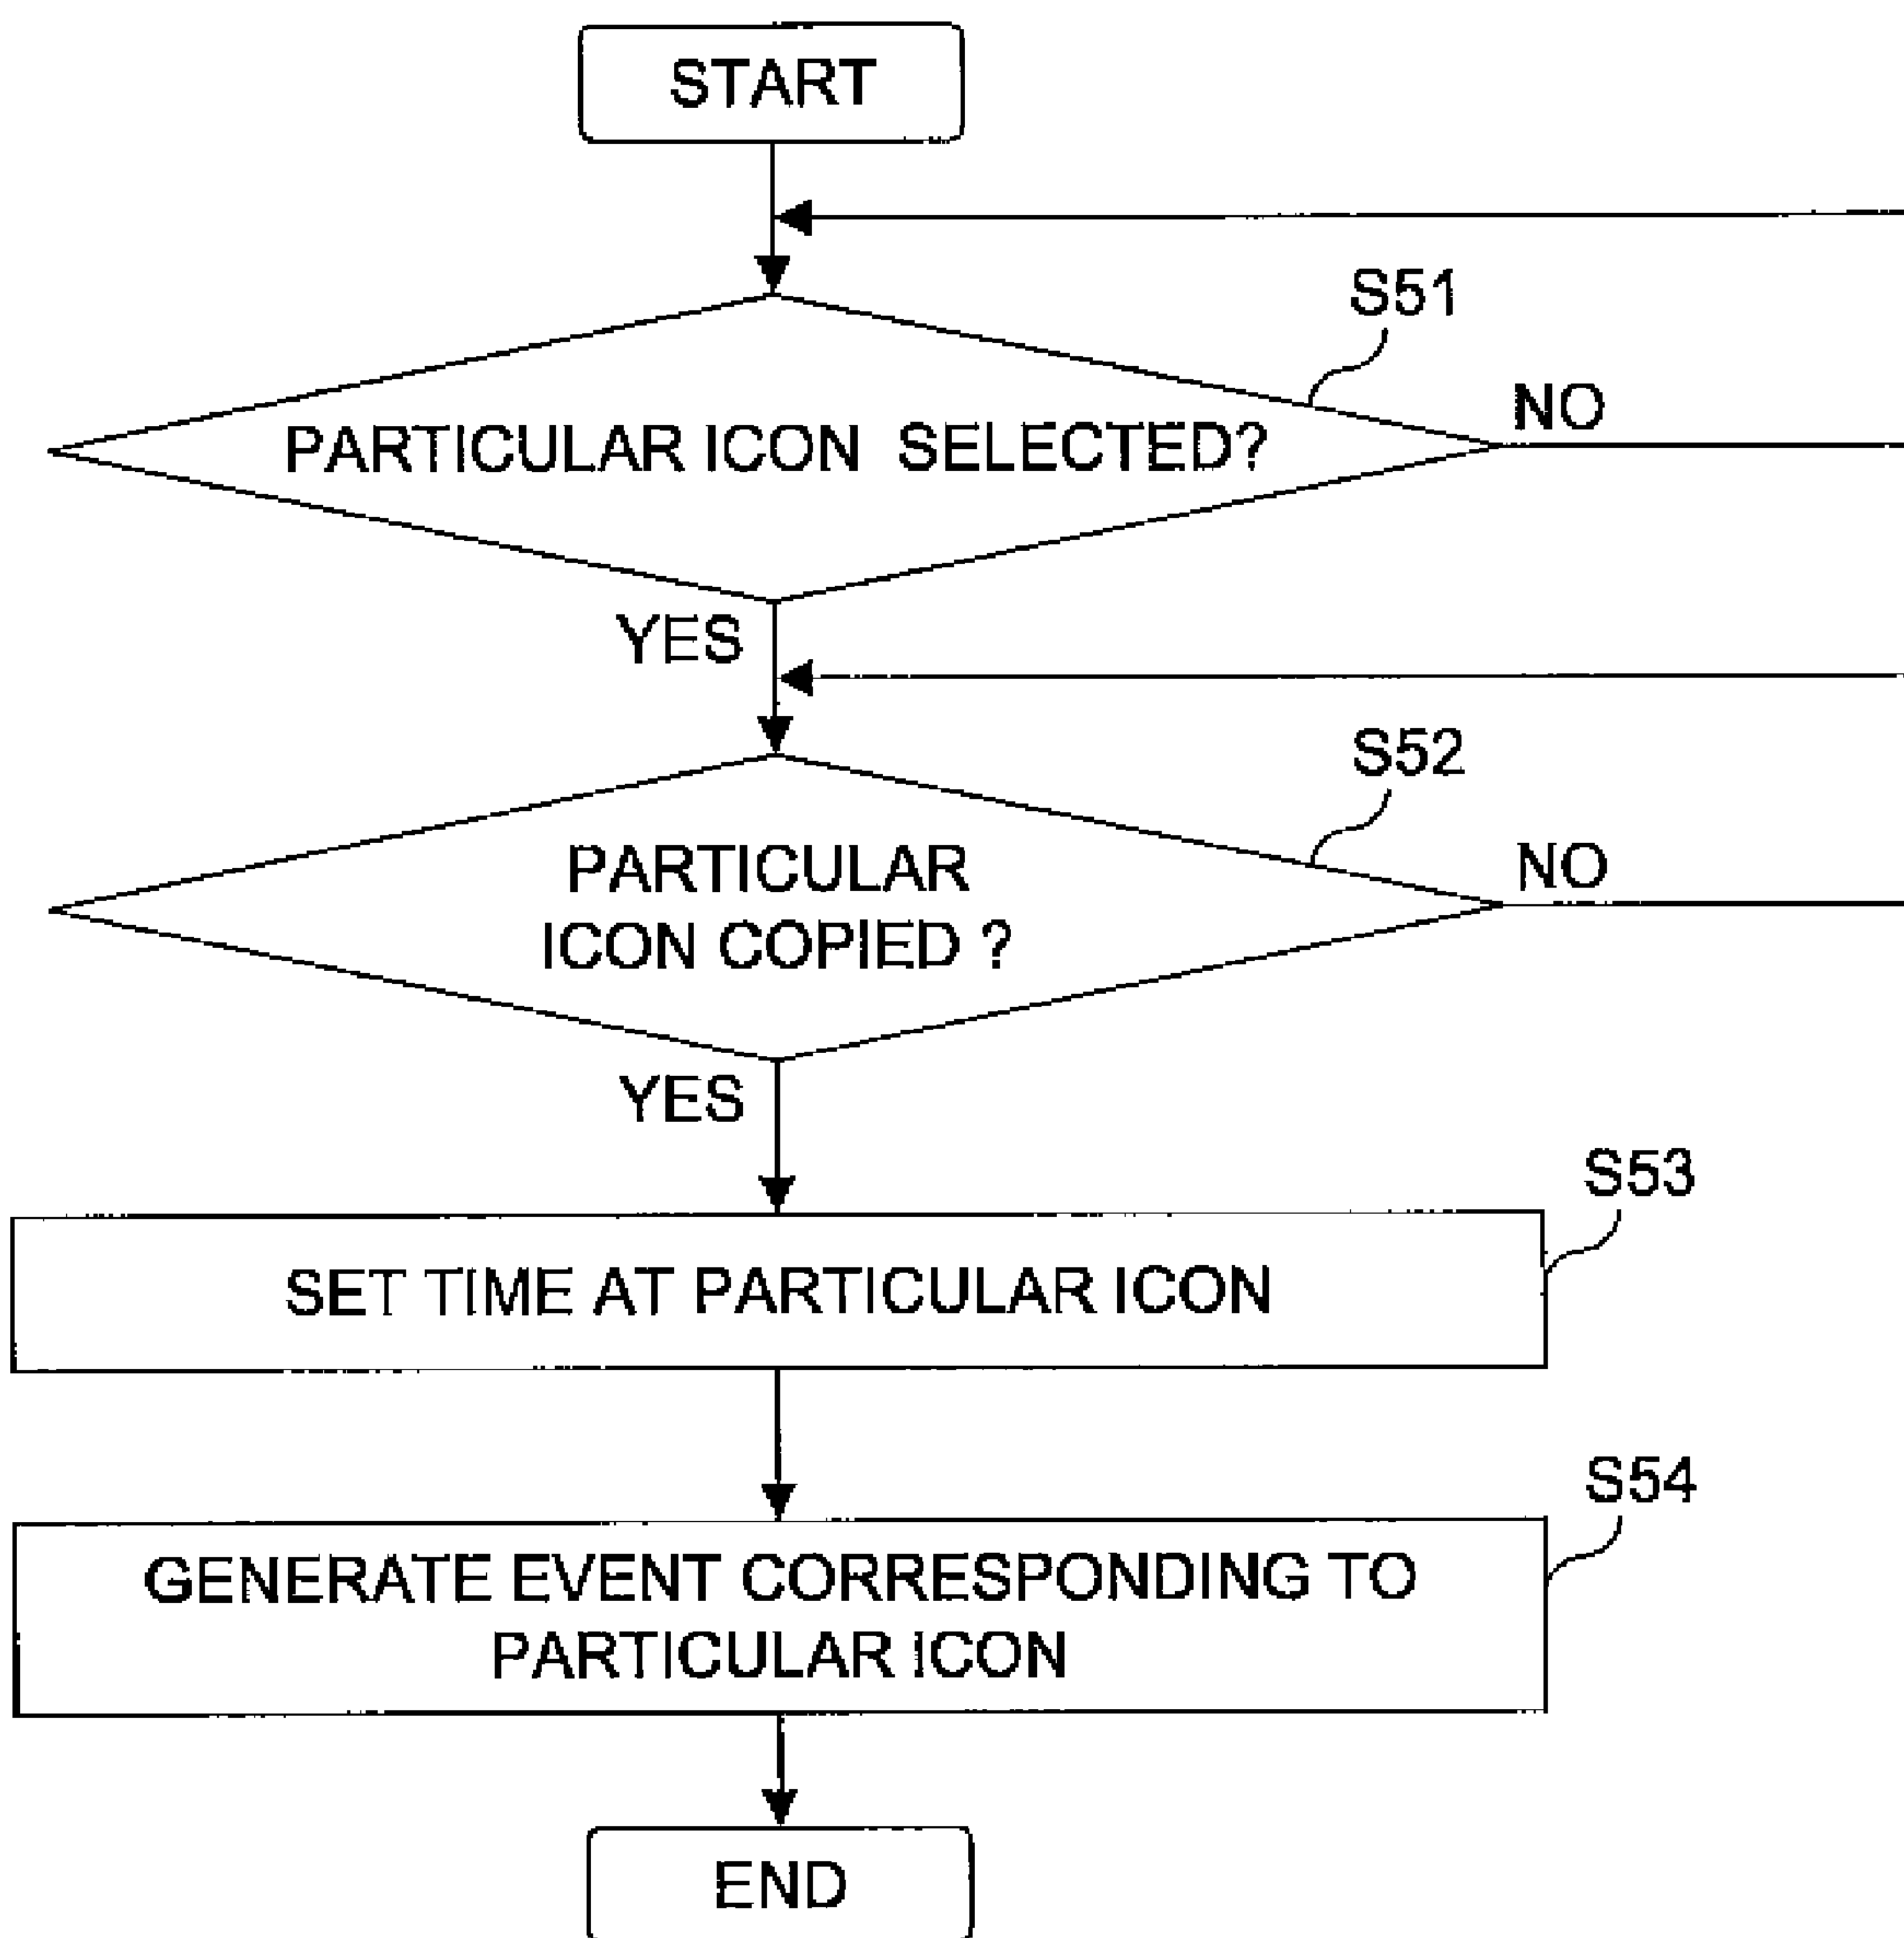 START
S51
PARTICULAR ICON SELECTED?
NO
YES
S52
PARTICULAR
ICON COPIED ?
NO
YES
S53
SET TIME AT PARTICULAR ICON
S54
GENERATE EVENT CORRESPONDING TO
PARTICULAR ICON
END